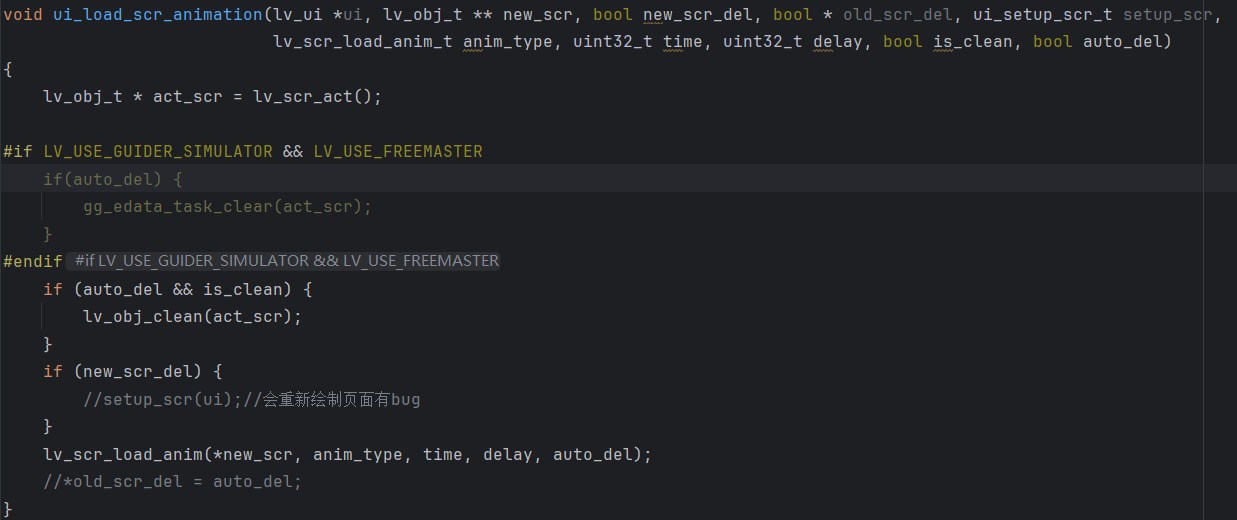 void ui_load_scr_animation(lv_ui *ui, lv_obj_t ** new_scr, bool new_scr_del, bool * old_scr_del, ui_setup_scr_t setup_scr,
                           lv_scr_load_anim_t anim_type, uint32_t time, uint32_t delay, bool is_clean, bool auto_del)
{
    lv_obj_t * act_scr = lv_scr_act();

#if LV_USE_GUIDER_SIMULATOR && LV_USE_FREEMASTER
    if(auto_del) {
        gg_edata_task_clear(act_scr);
    }
#endif #if LV_USE_GUIDER_SIMULATOR && LV_USE_FREEMASTER
    if (auto_del && is_clean) {
        lv_obj_clean(act_scr);
    }
    if (new_scr_del) {
        //setup_scr(ui);//会重新绘制页面有bug
    }
    lv_scr_load_anim(*new_scr, anim_type, time, delay, auto_del);
    //*old_scr_del = auto_del;
}